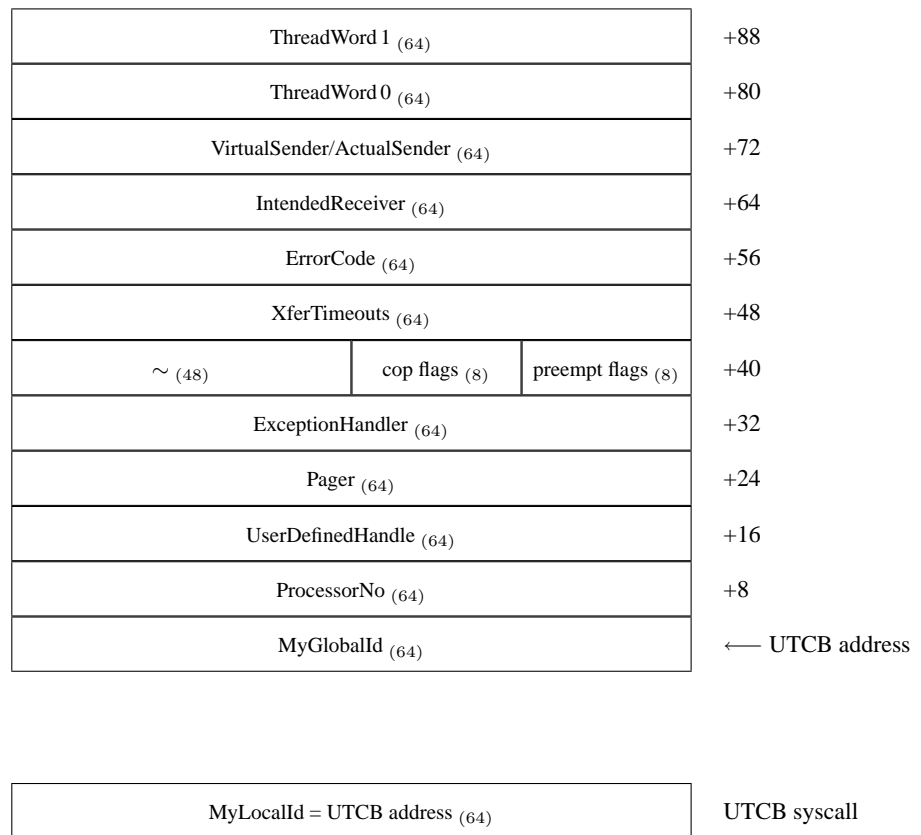 ThreadWord 1 (64) +88
ThreadWord 0 (64) +80
VirtualSender/ActualSender (64) +72
IntendedReceiver (64) +64
ErrorCode (64) +56
XferTimeouts (64) +48
∼ (48) cop flags (8) preempt flags (8) +40
ExceptionHandler (64) +32
Pager (64) +24
UserDefinedHandle (64) +16
ProcessorNo (64) +8
MyGlobalId (64) ← UTCB address
MyLocalId = UTCB address (64) UTCB syscall